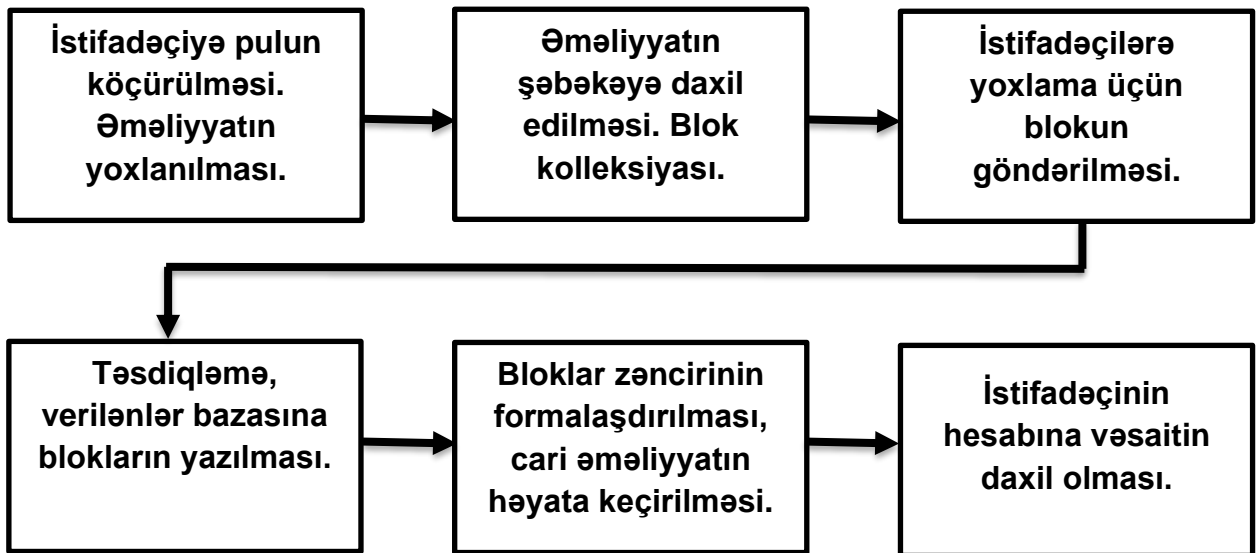 İstifadəçiyə pulun
köçürülməsi.
Əməliyyatın
yoxlanılması.
Əməliyyatın
şəbəkəyə daxil
edilməsi. Blok
kolleksiyası.
İstifadəçilərə
yoxlama üçün
blokun
göndərilməsi.
Təsdiqləmə,
verilənlər bazasına
blokların yazılması.
Bloklar zəncirinin
formalaşdırılması,
cari əməliyyatın
həyata keçirilməsi.
İstifadəçinin
hesabına vəsaitin
daxil olması.